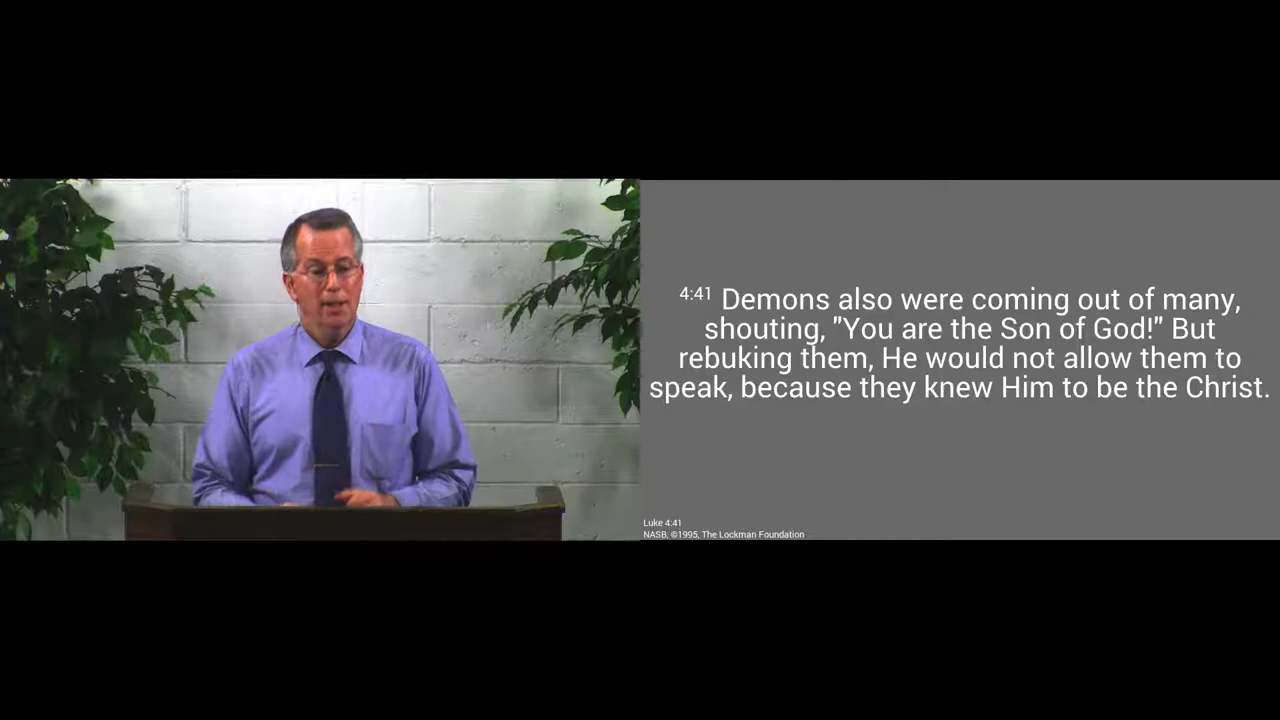 4:41 Demons also were coming out of many,
shouting, "You are the Son of God!" But
rebuking them, He would not allow them to
speak, because they knew Him to be the Christ.
Luke 4:41
NASB, ©1995, The Lockman Foundation